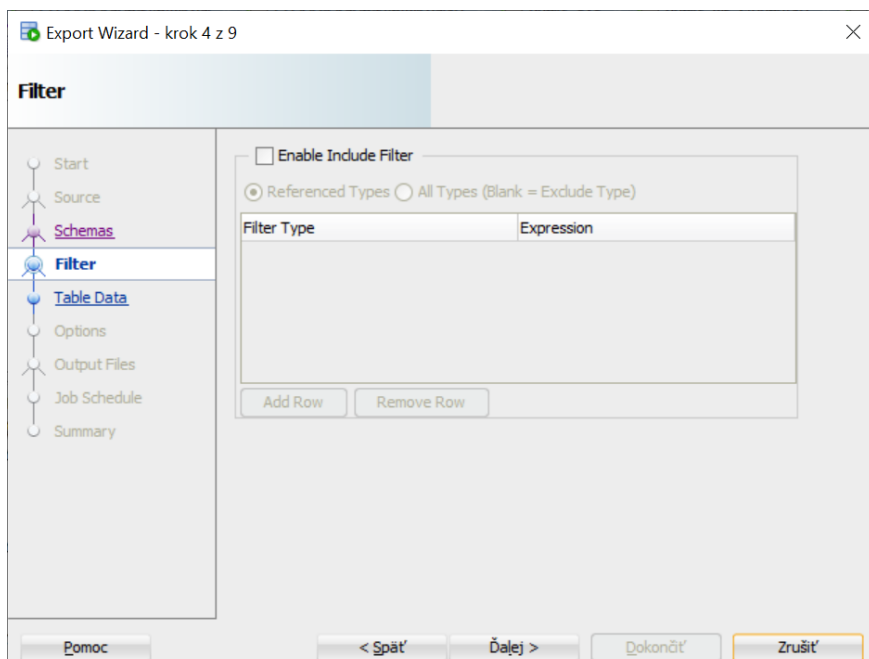 Export Wizard - krok 4 z 9
Filter
Start
Source
Schemas
Filter
Table Data
Options
Output Files
Job Schedule
Summary
Enable Include Filter
Referenced Types All Types (Blank = Exclude Type)
Filter Type Expression
Add Row Remove Row
Pomoc < Späť Ďalej > Dokončiť Zrušiť